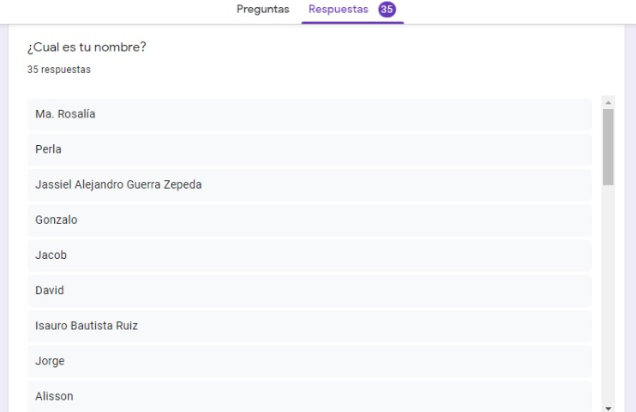 Preguntas Respuestas 35
¿Cual es tu nombre?
35 respuestas
Ma. Rosalía
Perla
Jassiel Alejandro Guerra Zepeda
Gonzalo
Jacob
David
Isauro Bautista Ruiz
Jorge
Alisson